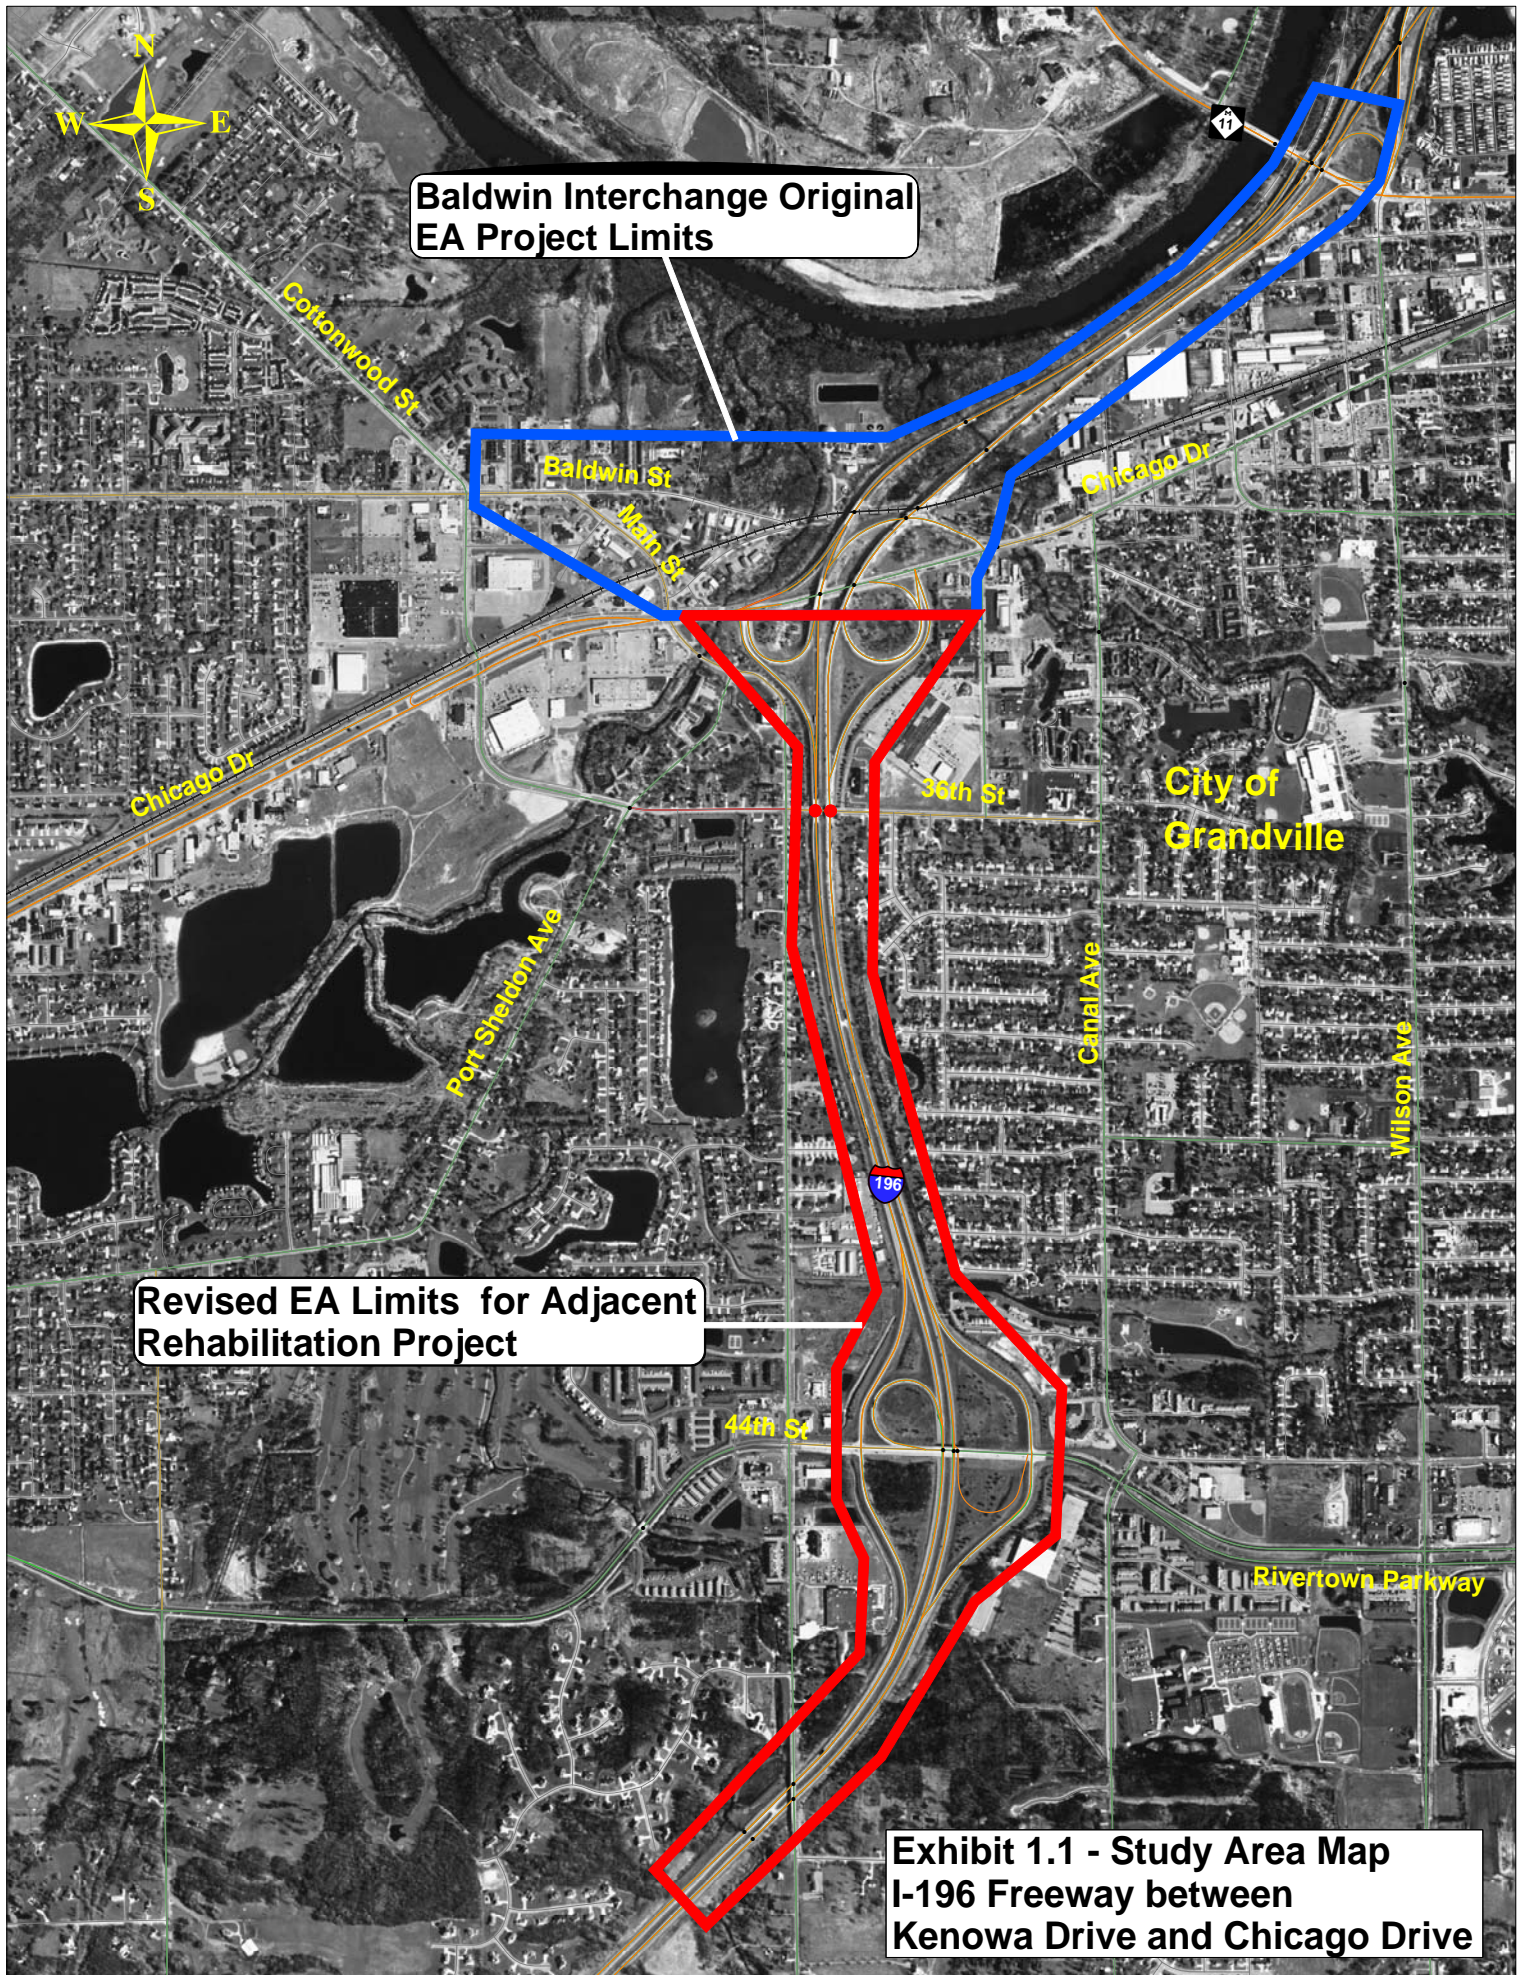 N
W
E
S
M
11
Baldwin Interchange Original
EA Project Limits
Cottonwood St
Baldwin St
Chicago Dr
Main St
Chicago Dr
36th St
City of
Grandville
Port Sheldon Ave
Canal Ave
Wilson Ave
196
Revised EA Limits for Adjacent
Rehabilitation Project
44th St
Rivertown Parkway
Exhibit 1.1 - Study Area Map
I-196 Freeway between
Kenowa Drive and Chicago Drive